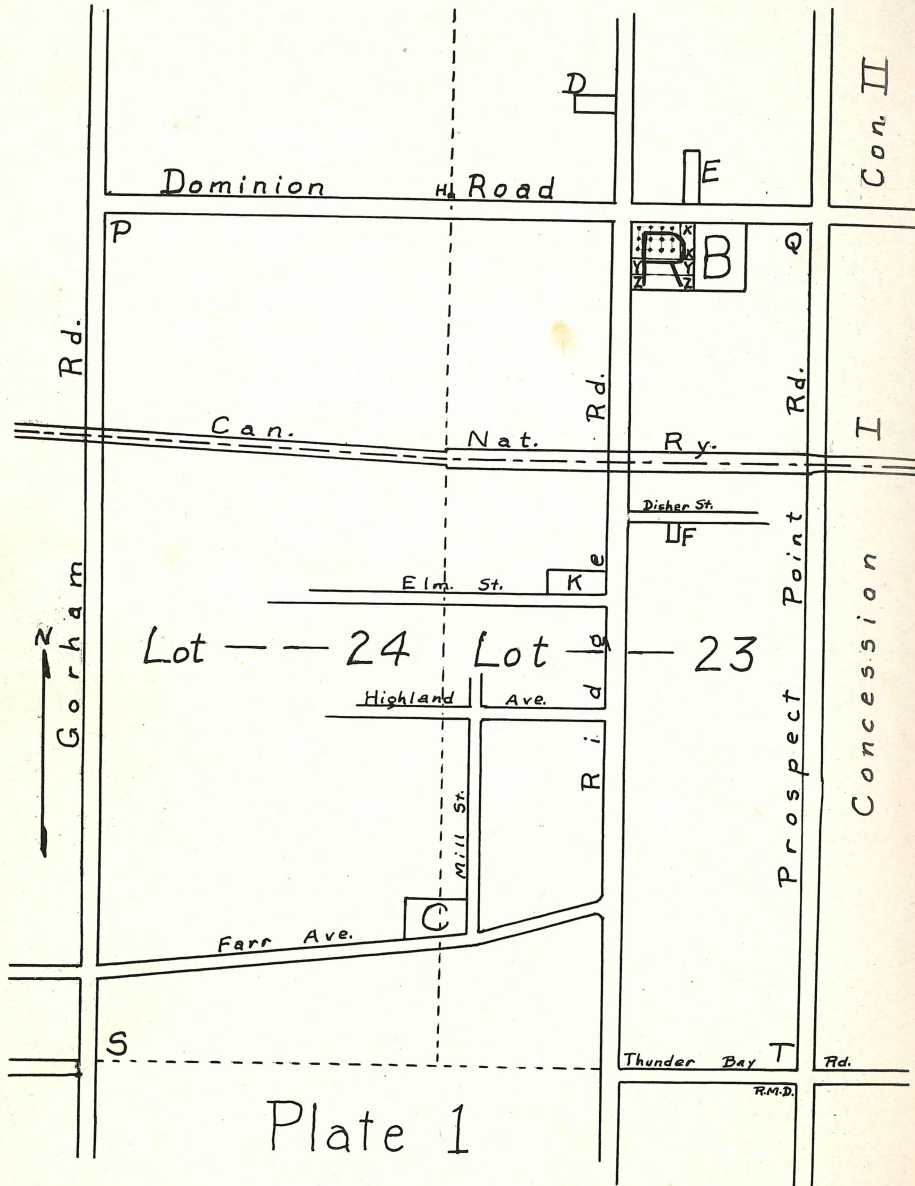 Con. II
D
E
Dominion H. Road
P
R
B
Q
X
X
Y Y
Z Z
Gorham Rd.
Ridge Rd.
Prospect Point Rd.
Concession I
Can. Nat. Ry.
Disher St.
F
Elm. St.
K
N
Lot -- 24 Lot -- 23
Highland Ave.
Mill St.
C
Farr Ave.
S
Thunder Bay Rd.
T
R.M.D.
Plate 1